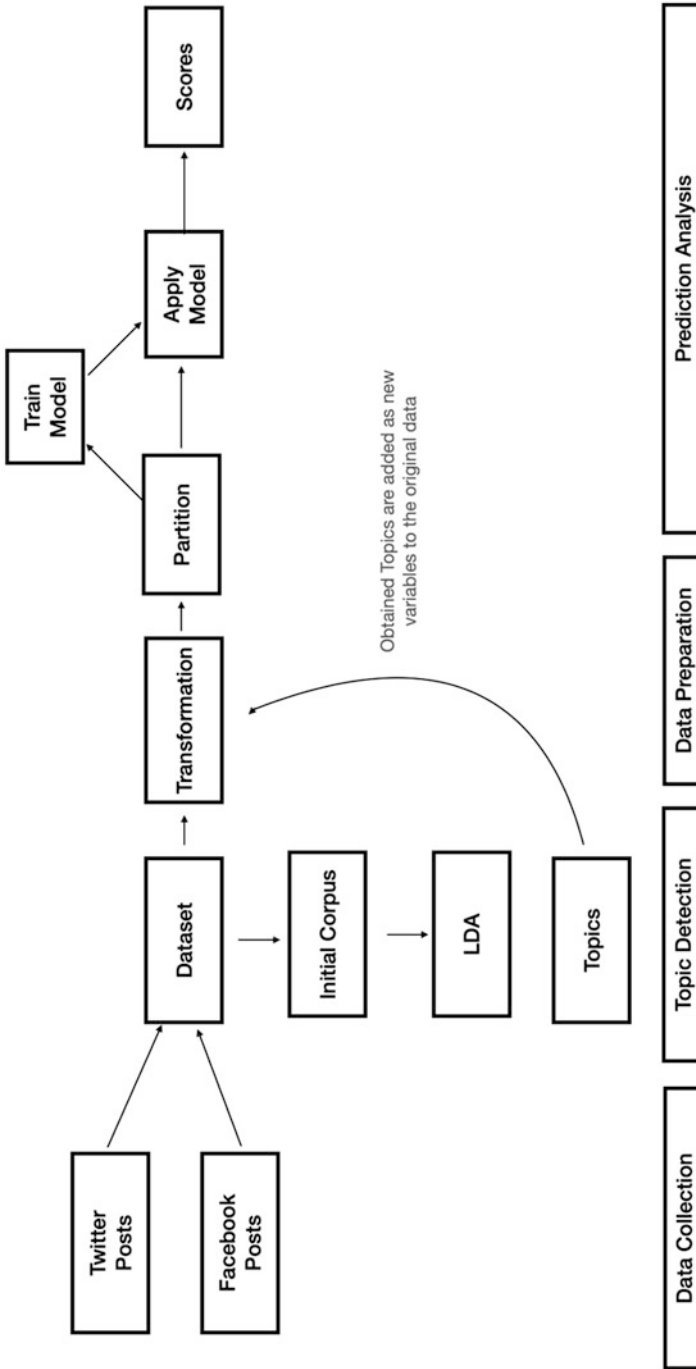 Twitter
Posts
Facebook
Posts
Dataset
Initial Corpus
LDA
Topics
Transformation
Obtained Topics are added as new
variables to the original data
Partition
Train
Model
Apply
Model
Scores
Data Collection
Topic Detection
Data Preparation
Prediction Analysis